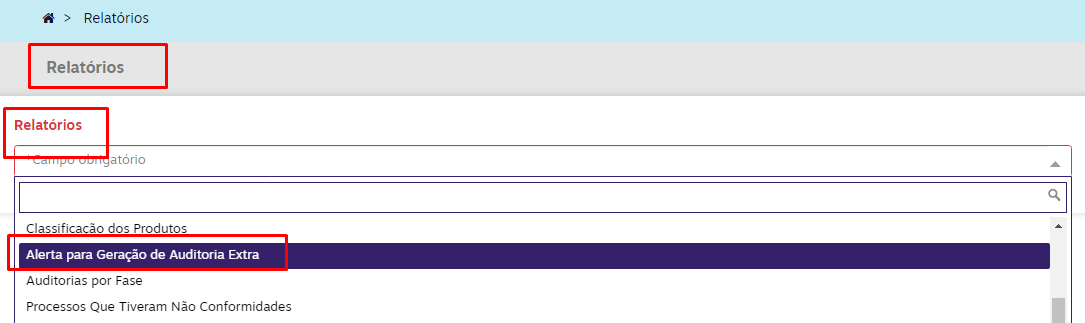 > Relatórios
Relatórios
Relatórios
*Campo obrigatório
Classificação dos Produtos
Alerta para Geração de Auditoria Extra
Auditorias por Fase
Processos Que Tiveram Não Conformidades